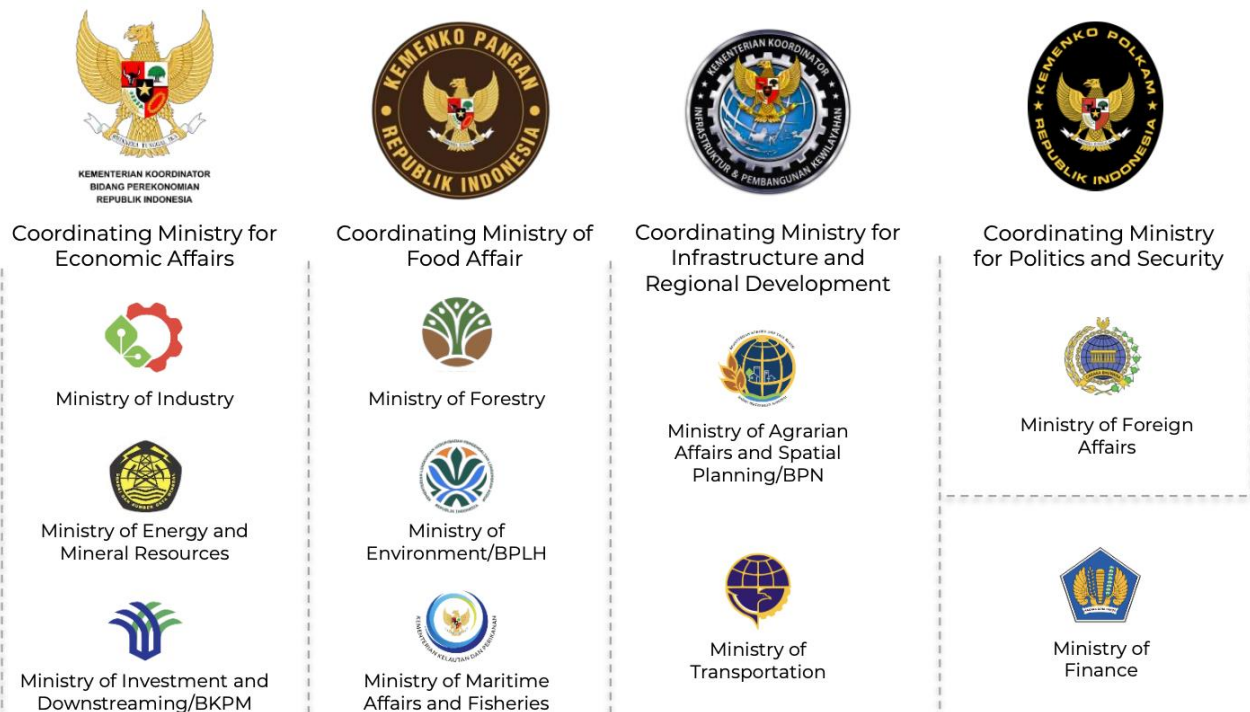 KEMENTERIAN KOORDINATOR
BIDANG PEREKONOMIAN
REPUBLIK INDONESIA
Coordinating Ministry for
Economic Affairs
Ministry of Industry
Ministry of Energy and
Mineral Resources
Ministry of Investment and
Downstreaming/BKPM
KEMENKO PANGAN
REPUBLIK INDONESIA
Coordinating Ministry of
Food Affair
Ministry of Forestry
Ministry of
Environment/BPLH
KEMENTERIAN KELAUTAN DAN PERIKANAN
Ministry of Maritime
Affairs and Fisheries
KEMENTERIAN KOORDINATOR
INFRASTRUKTUR & PEMBANGUNAN KEWILAYAHAN
Coordinating Ministry for
Infrastructure and
Regional Development
Ministry of Agrarian
Affairs and Spatial
Planning/BPN
Ministry of
Transportation
KEMENKO POLKAM
REPUBLIK INDONESIA
Coordinating Ministry
for Politics and Security
Ministry of Foreign
Affairs
Ministry of
Finance